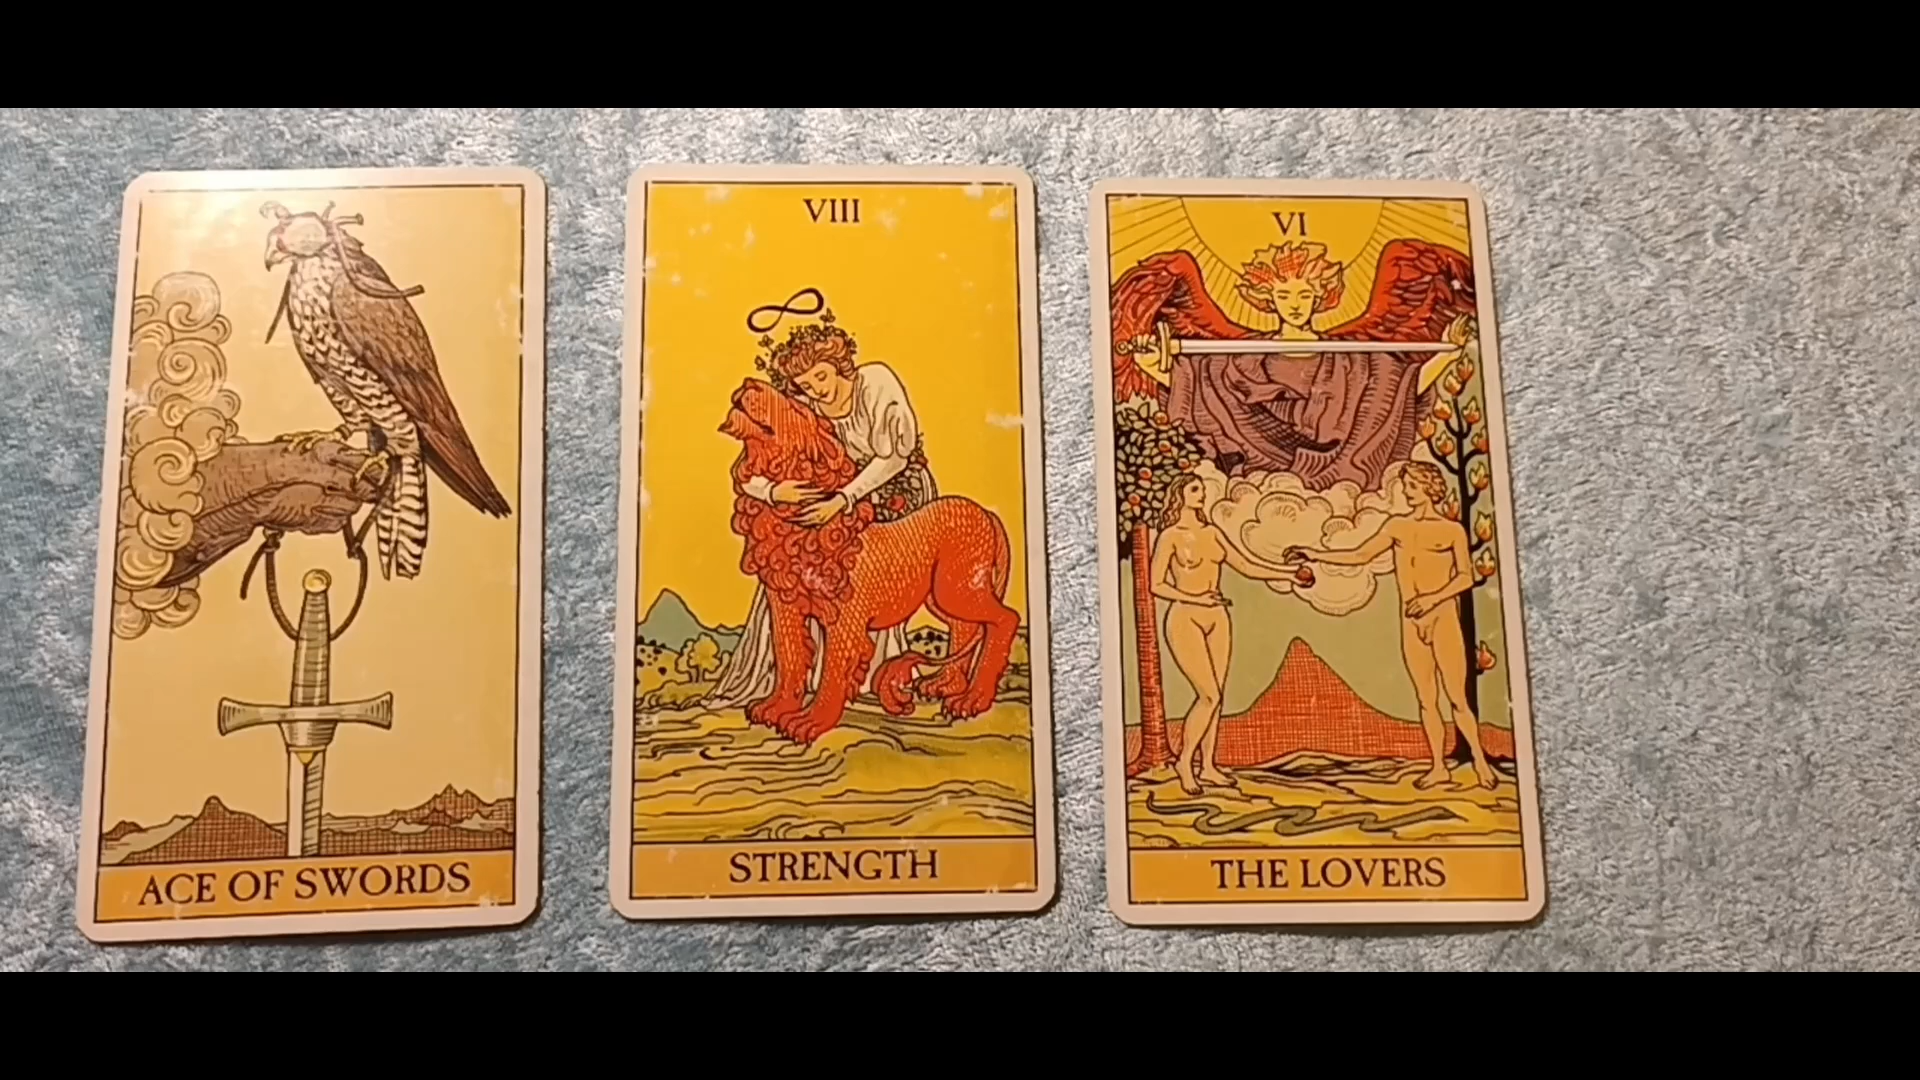 ACE OF SWORDS
VIII
STRENGTH
VI
THE LOVERS